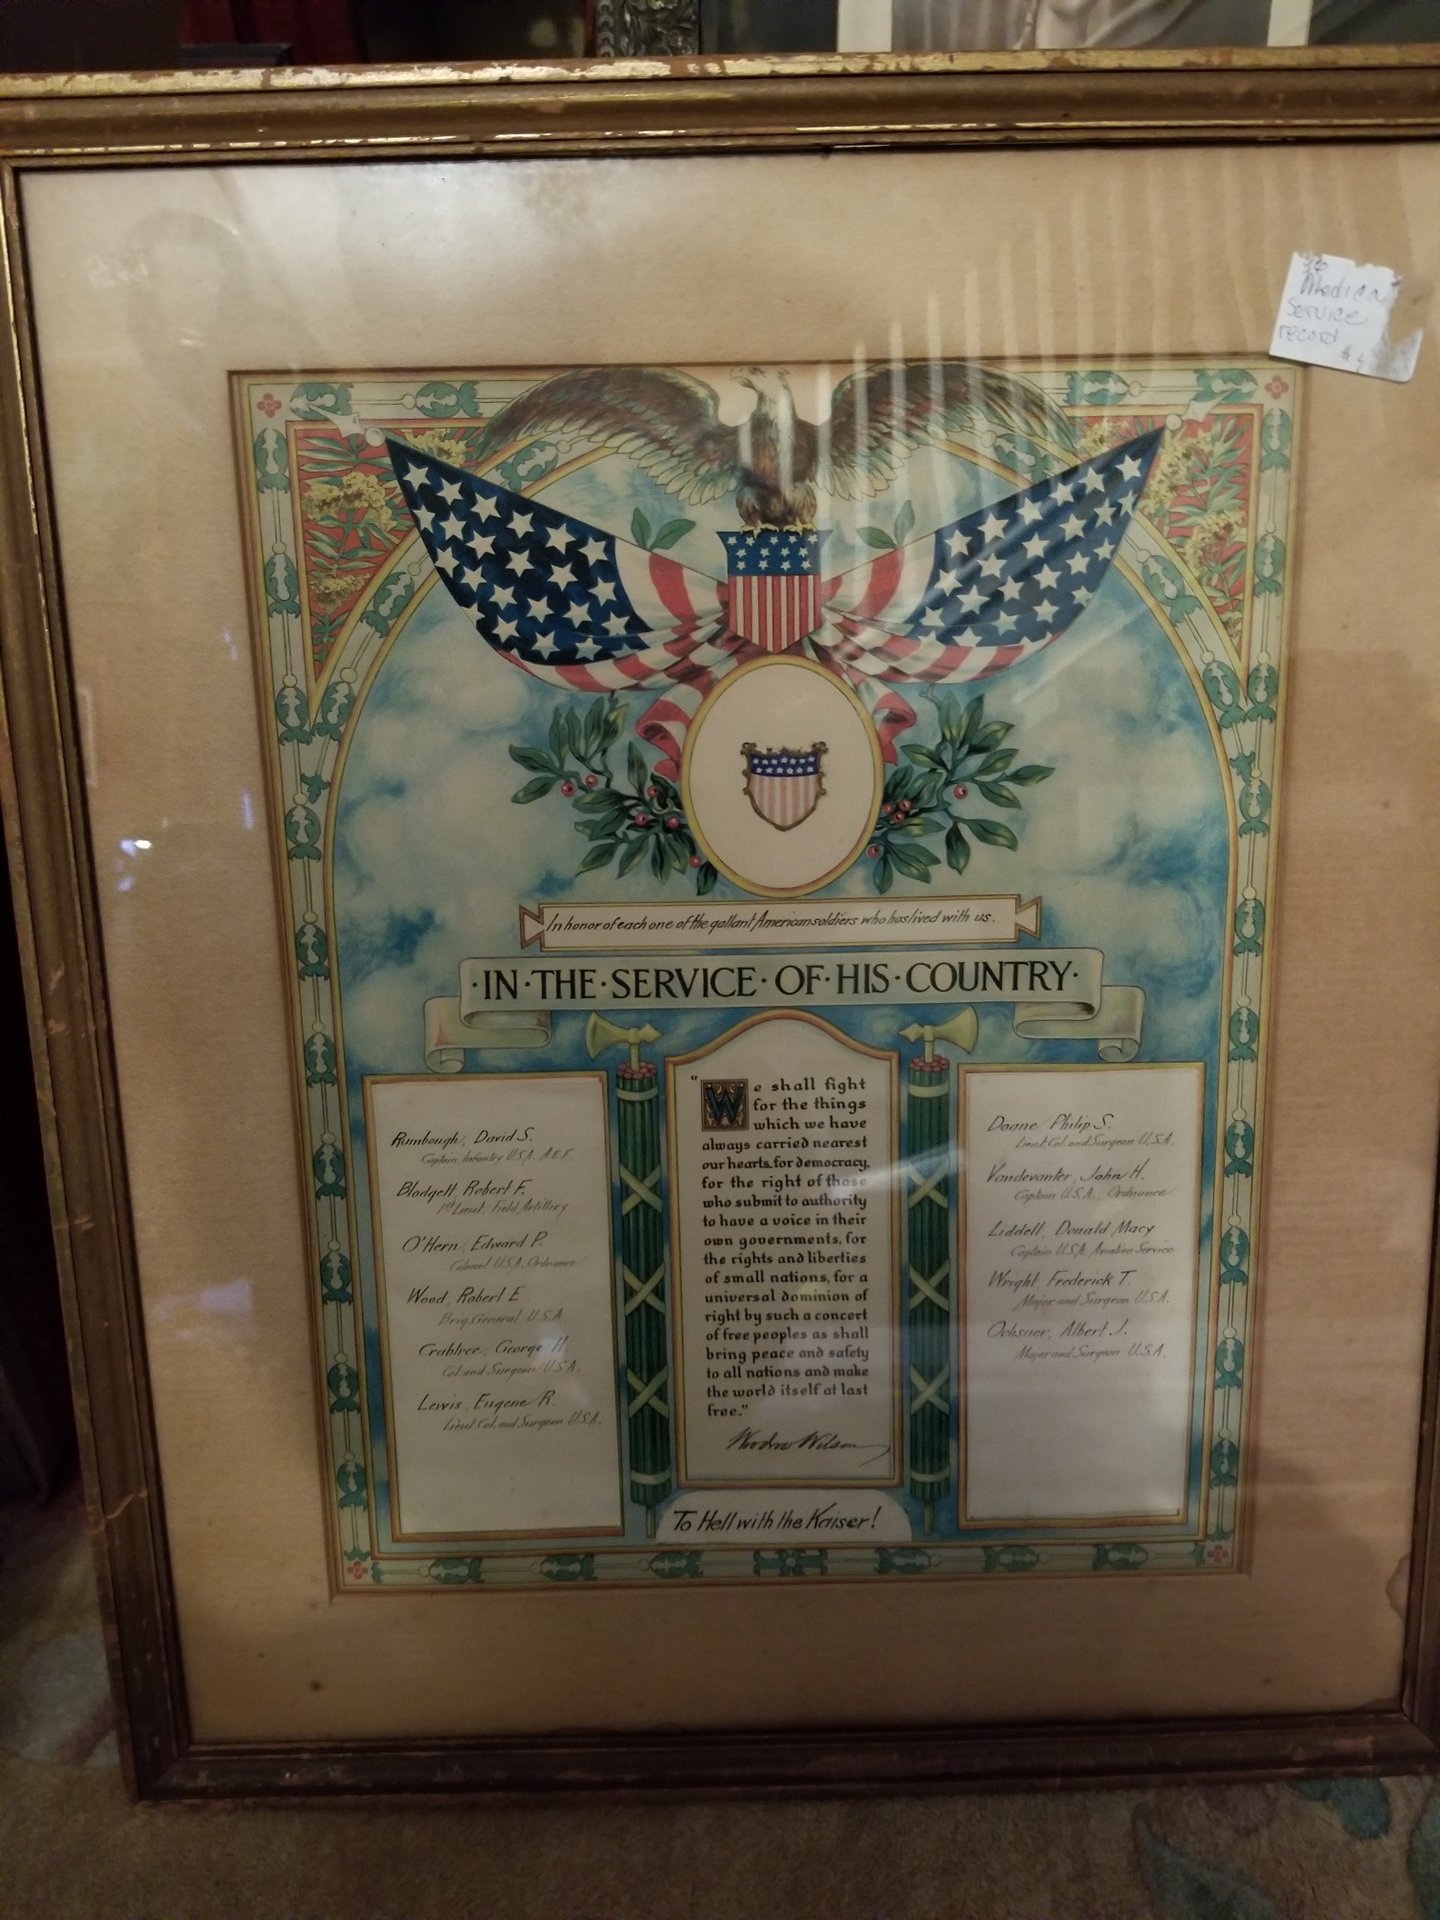 Medical
Service
record
In honor of each one of the gallant American soldiers who has lived with us.
·IN·THE·SERVICE·OF·HIS·COUNTRY·
Rumbough, David S.
Captain Infantry U.S.A. A.E.F.
Blodgett, Robert F.
1st Lieut. Field Artillery
O'Hern, Edward P.
Colonel U.S.A. Ordnance
Wood, Robert E.
Brig. General U.S.A.
Crabtree, George H.
Col. and Surgeon U.S.A.
Lewis, Eugene R.
Lieut. Col. and Surgeon U.S.A.
"We shall fight
for the things
which we have
always carried nearest
our hearts, for democracy,
for the right of those
who submit to authority
to have a voice in their
own governments, for
the rights and liberties
of small nations, for a
universal dominion of
right by such a concert
of free peoples as shall
bring peace and safety
to all nations and make
the world itself at last
free."
Woodrow Wilson
To Hell with the Kaiser!
Doane, Philip S.
Lieut. Col. and Surgeon U.S.A.
Vandevanter, John H.
Captain U.S.A., Ordnance
Liddell, Donald Macy
Captain U.S.A. Aviation Service
Wright, Frederick T.
Major and Surgeon U.S.A.
Ochsner, Albert J.
Major and Surgeon U.S.A.